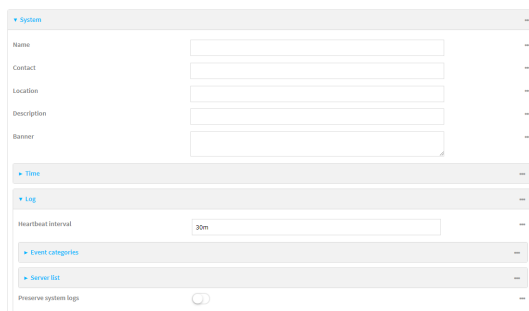 System
Name
Contact
Location
Description
Banner
Time
Log
Heartbeat interval
30m
Event categories
Server list
Preserve system logs